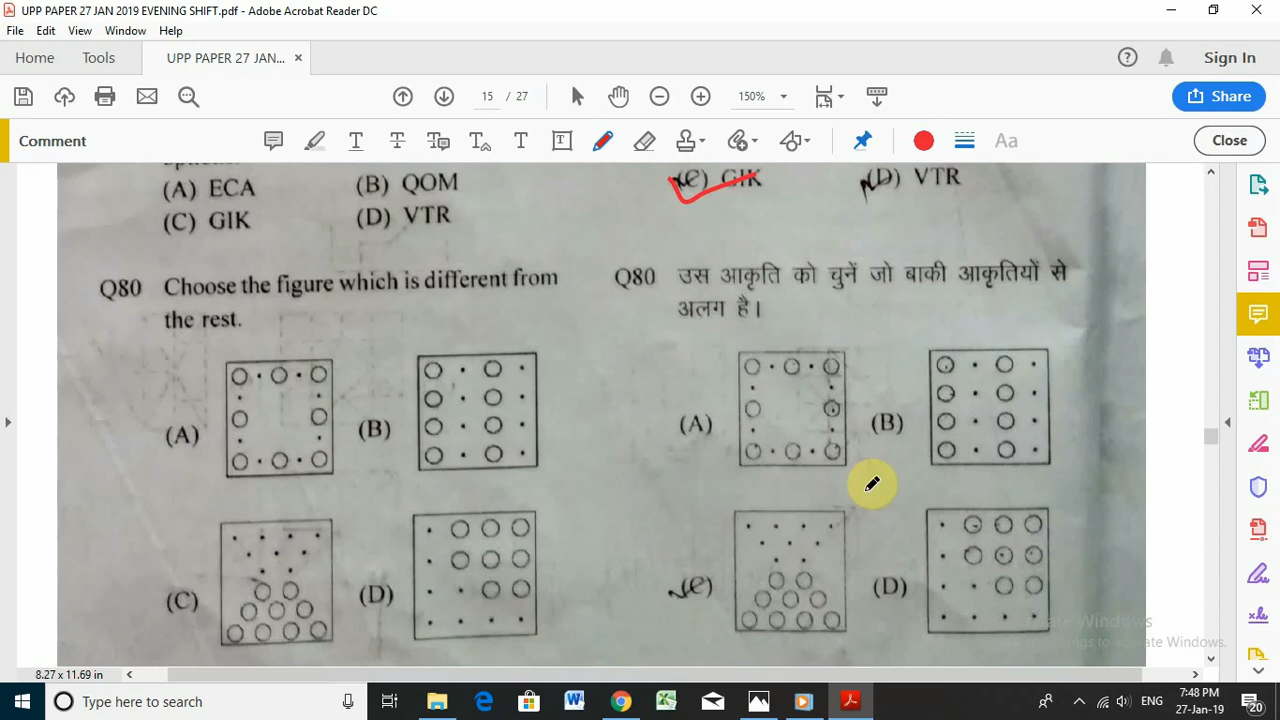 UPP PAPER 27 JAN 2019 EVENING SHIFT.pdf - Adobe Acrobat Reader DC
File Edit View Window Help
Home Tools UPP PAPER 27 JAN... × Sign In
15 / 27 150% Share
Comment Aa Close
(A) ECA (B) QOM
(C) GIK (D) VTR
(C) GIK (D) VTR
Q80 Choose the figure which is different from
the rest.
(A) (B)
(C) (D)
Q80 उस आकृति को चुनें जो बाकी आकृतियों से
अलग है।
(A) (B)
(C) (D)
8.27 x 11.69 in
Type here to search
ENG
7:48 PM
27-Jan-19
20